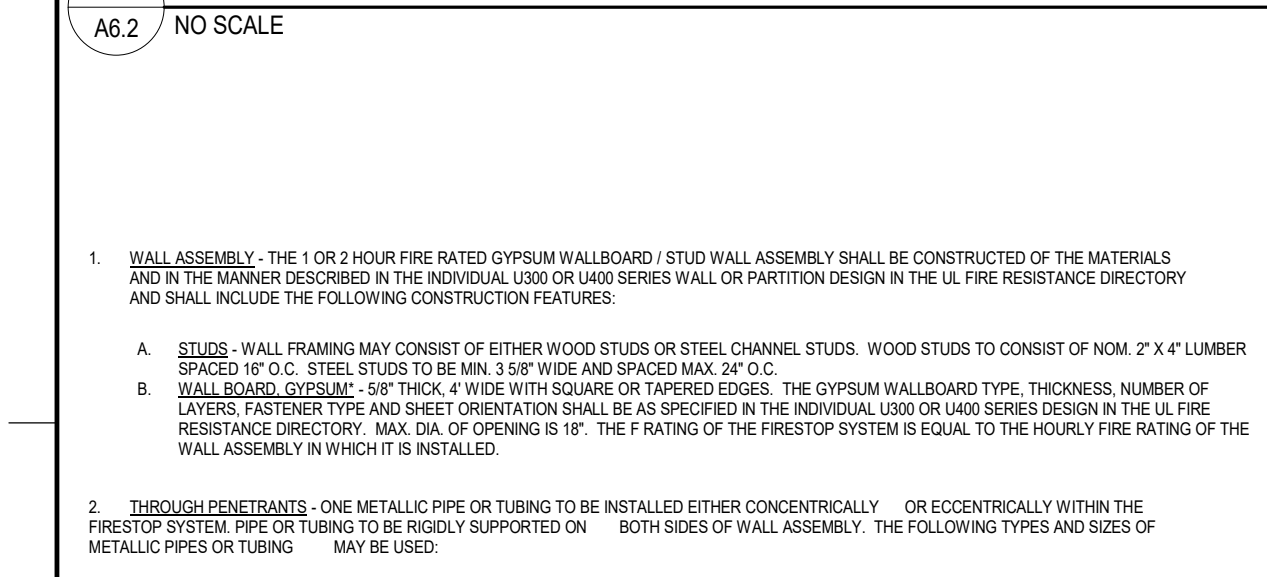 A6.2 NO SCALE
1. WALL ASSEMBLY - THE 1 OR 2 HOUR FIRE RATED GYPSUM WALLBOARD / STUD WALL ASSEMBLY SHALL BE CONSTRUCTED OF THE MATERIALS
AND IN THE MANNER DESCRIBED IN THE INDIVIDUAL U300 OR U400 SERIES WALL OR PARTITION DESIGN IN THE UL FIRE RESISTANCE DIRECTORY
AND SHALL INCLUDE THE FOLLOWING CONSTRUCTION FEATURES:
A. STUDS - WALL FRAMING MAY CONSIST OF EITHER WOOD STUDS OR STEEL CHANNEL STUDS. WOOD STUDS TO CONSIST OF NOM. 2" X 4" LUMBER
SPACED 16" O.C. STEEL STUDS TO BE MIN. 3 5/8" WIDE AND SPACED MAX. 24" O.C.
B. WALL BOARD, GYPSUM* - 5/8" THICK, 4' WIDE WITH SQUARE OR TAPERED EDGES. THE GYPSUM WALLBOARD TYPE, THICKNESS, NUMBER OF
LAYERS, FASTENER TYPE AND SHEET ORIENTATION SHALL BE AS SPECIFIED IN THE INDIVIDUAL U300 OR U400 SERIES DESIGN IN THE UL FIRE
RESISTANCE DIRECTORY. MAX. DIA. OF OPENING IS 18". THE F RATING OF THE FIRESTOP SYSTEM IS EQUAL TO THE HOURLY FIRE RATING OF THE
WALL ASSEMBLY IN WHICH IT IS INSTALLED.
2. THROUGH PENETRANTS - ONE METALLIC PIPE OR TUBING TO BE INSTALLED EITHER CONCENTRICALLY OR ECCENTRICALLY WITHIN THE
FIRESTOP SYSTEM. PIPE OR TUBING TO BE RIGIDLY SUPPORTED ON BOTH SIDES OF WALL ASSEMBLY. THE FOLLOWING TYPES AND SIZES OF
METALLIC PIPES OR TUBING MAY BE USED: